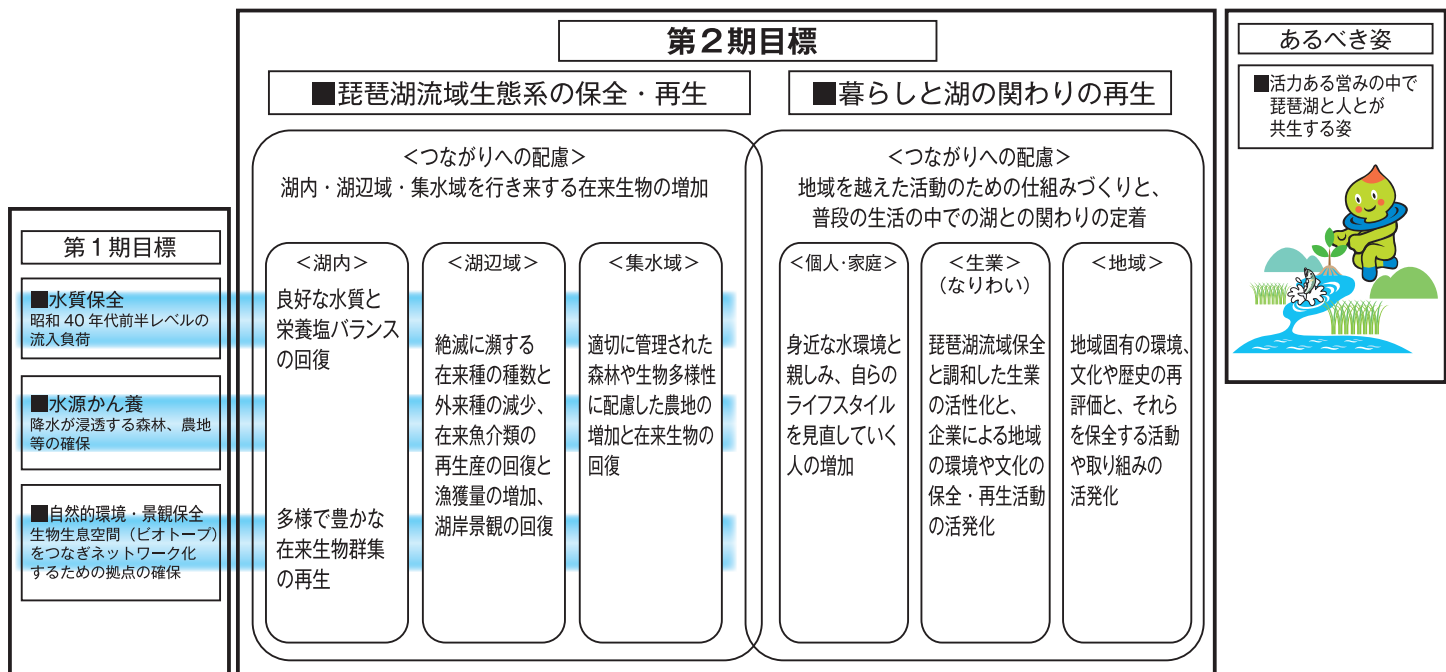 第1期目標
■水質保全
昭和40年代前半レベルの
流入負荷
■水源かん養
降水が浸透する森林、農地
等の確保
■自然的環境・景観保全
生物生息空間（ビオトープ）
をつなぎネットワーク化
するための拠点の確保
第2期目標
■琵琶湖流域生態系の保全・再生
＜つながりへの配慮＞
湖内・湖辺域・集水域を行き来する在来生物の増加
＜湖内＞
良好な水質と
栄養塩バランス
の回復
多様で豊かな
在来生物群集
の再生
＜湖辺域＞
絶滅に瀕する
在来種の種数と
外来種の減少、
在来魚介類の
再生産の回復と
漁獲量の増加、
湖岸景観の回復
＜集水域＞
適切に管理された
森林や生物多様性
に配慮した農地の
増加と在来生物の
回復
■暮らしと湖の関わりの再生
＜つながりへの配慮＞
地域を越えた活動のための仕組みづくりと、
普段の生活の中での湖との関わりの定着
＜個人・家庭＞
身近な水環境と
親しみ、自らの
ライフスタイル
を見直していく
人の増加
＜生業＞
（なりわい）
琵琶湖流域保全
と調和した生業
の活性化と、
企業による地域
の環境や文化の
保全・再生活動
の活発化
＜地域＞
地域固有の環境、
文化や歴史の再
評価と、それら
を保全する活動
や取り組みの
活発化
あるべき姿
■活力ある営みの中で
琵琶湖と人とが
共生する姿